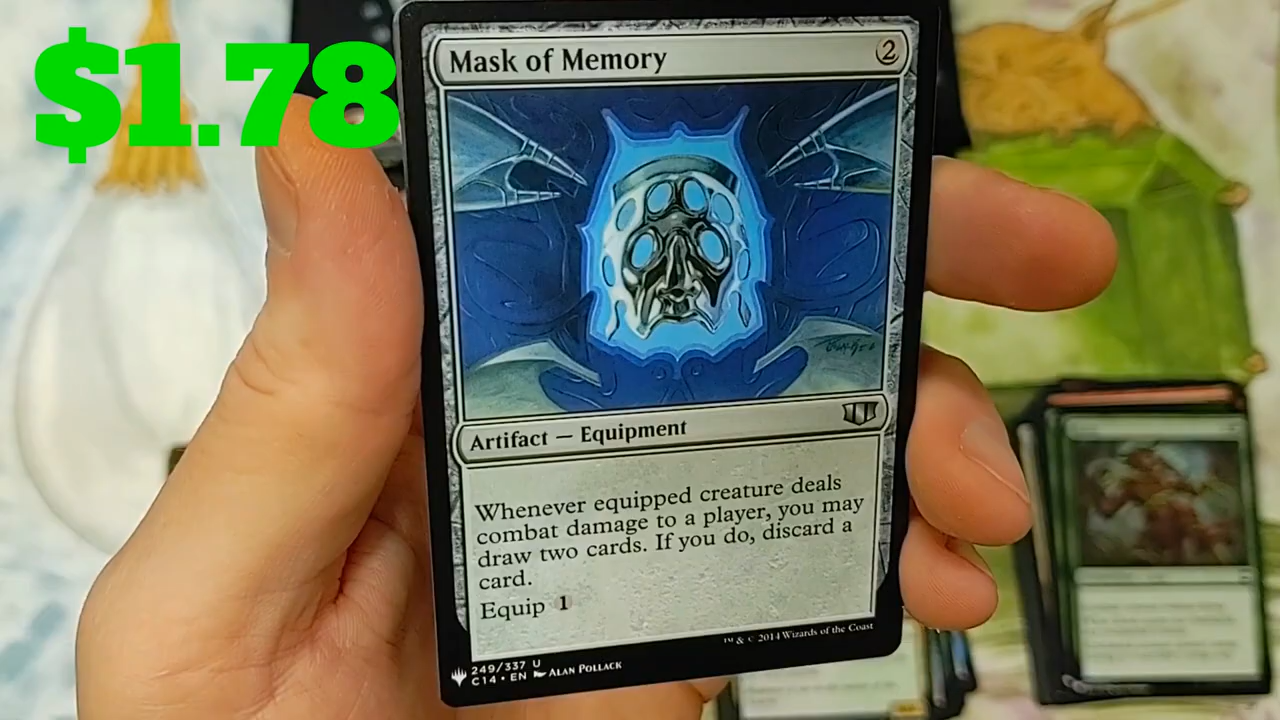 $1.78
Mask of Memory 2
Artifact — Equipment
Whenever equipped creature deals
combat damage to a player, you may
draw two cards. If you do, discard a
card.
Equip 1
™ & © 2014 Wizards of the Coast
249/337 U
C14 • EN ALAN POLLACK